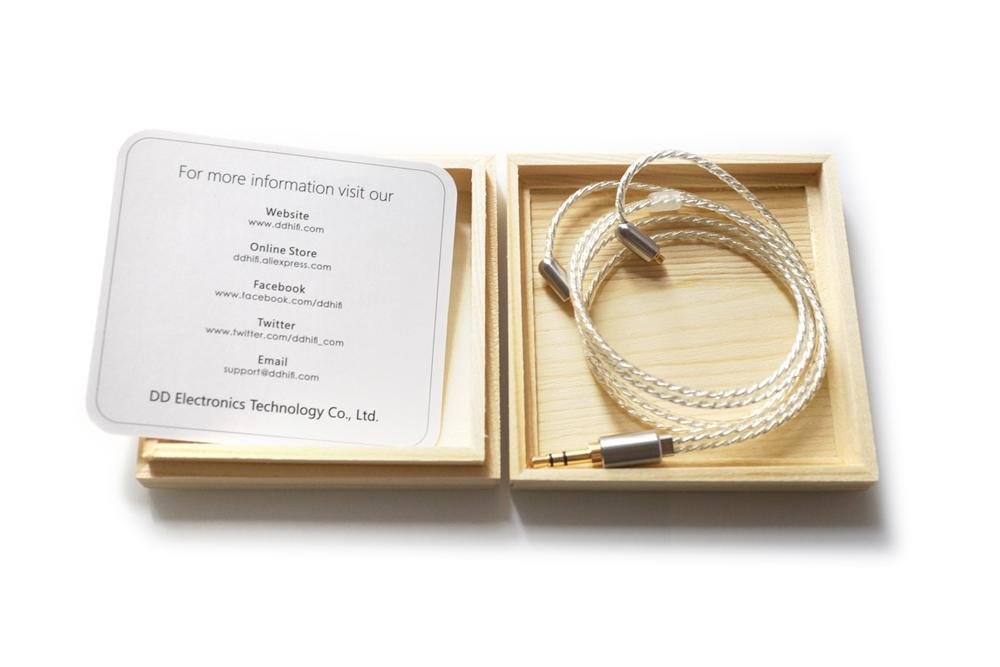 For more information visit our
Website
www.ddhifi.com
Online Store
ddhifi.aliexpress.com
Facebook
www.facebook.com/ddhifi
Twitter
www.twitter.com/ddhifi_com
Email
support@ddhifi.com
DD Electronics Technology Co., Ltd.